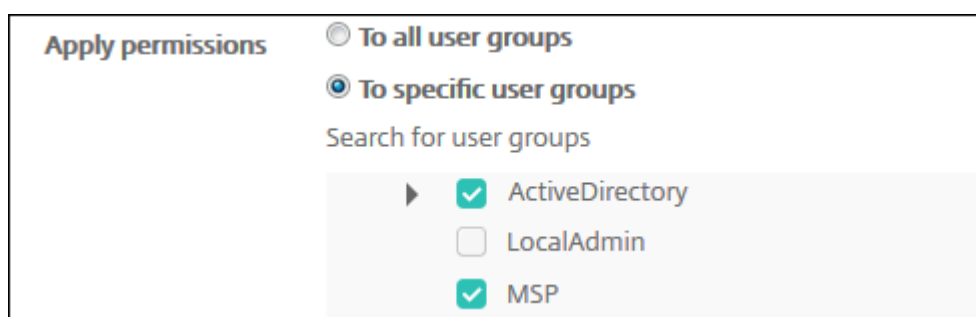 Apply permissions
To all user groups
To specific user groups
Search for user groups
ActiveDirectory
LocalAdmin
MSP